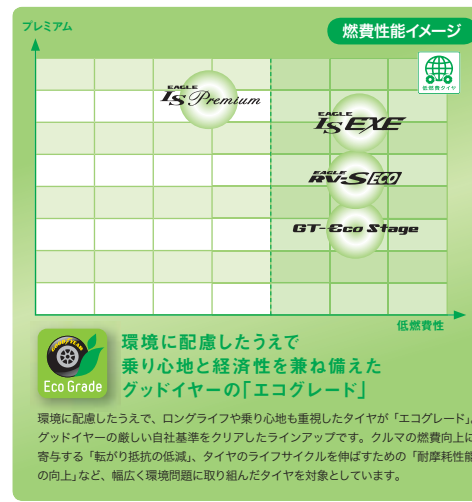 プレミアム
燃費性能イメージ
低燃費タイヤ
EAGLE
LS Premium
EAGLE
LS EXE
EAGLE
RV-S ECO
GT-Eco Stage
低燃費性
GOODYEAR
Eco Grade
環境に配慮したうえで
乗り心地と経済性を兼ね備えた
グッドイヤーの「エコグレード」
環境に配慮したうえで、ロングライフや乗り心地も重視したタイヤが「エコグレード」。
グッドイヤーの厳しい自社基準をクリアしたラインアップです。クルマの燃費向上に
寄与する「転がり抵抗の低減」、タイヤのライフサイクルを伸ばすための「耐摩耗性能
の向上」など、幅広く環境問題に取り組んだタイヤを対象としています。